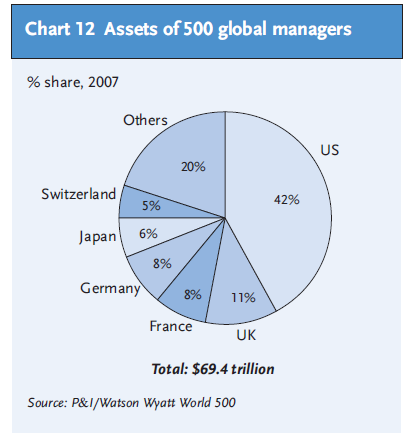 Chart 12 Assets of 500 global managers
% share, 2007
Others
US
20%
Switzerland
42%
5%
Japan
6%
8%
Germany
8%
11%
France
UK
Total: $69.4 trillion
Source: P&I/Watson Wyatt World 500